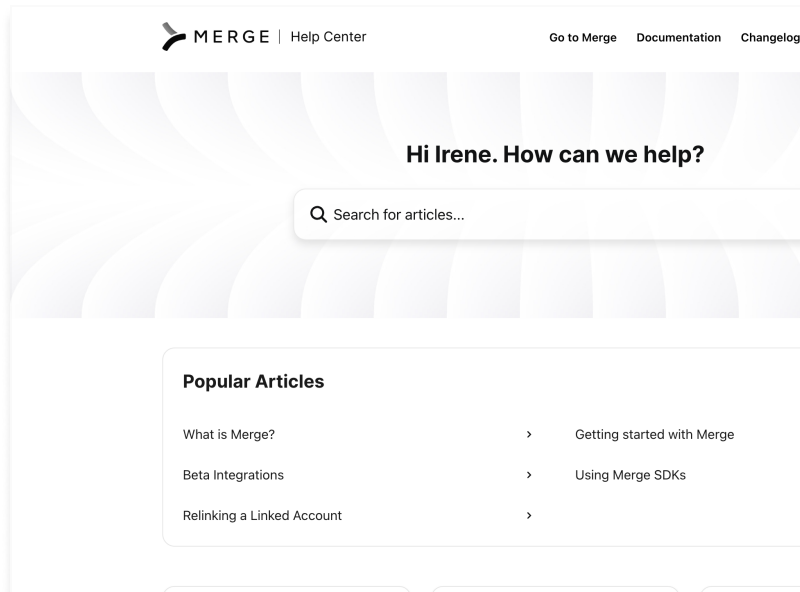 MERGE | Help Center
Go to Merge Documentation Changelog
Hi Irene. How can we help?
Search for articles...
Popular Articles
What is Merge?
Getting started with Merge
Beta Integrations
Using Merge SDKs
Relinking a Linked Account